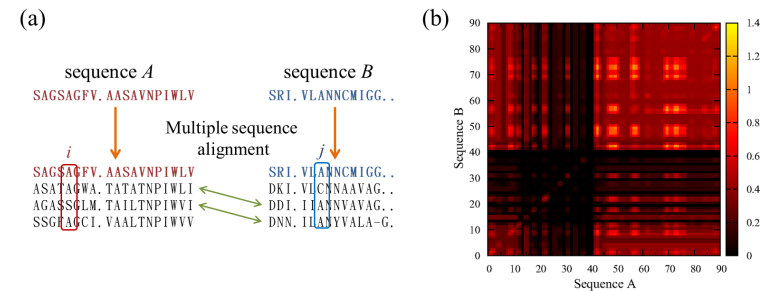 (a)
sequence A
sequence B
SAGSAGFV.AASAVNPIWLV
SRI.VLANNCMIGG..
Multiple sequence
alignment
i
j
SAGSAGFV.AASAVNPIWLV
SRI.VLANNCMIGG..
ASATAGWA.TATATNPIWLI
DKI.VLCNNAAVAG..
AGASSGLM.TAILTNPIWVI
DDI.IIANNVAVAG..
SSGFAGCI.VAALTNPIWVV
DNN.ILANYVALA-G.
(b)
Sequence B
90
80
70
60
50
40
30
20
10
0
0 10 20 30 40 50 60 70 80 90
Sequence A
1.4
1.2
1
0.8
0.6
0.4
0.2
0